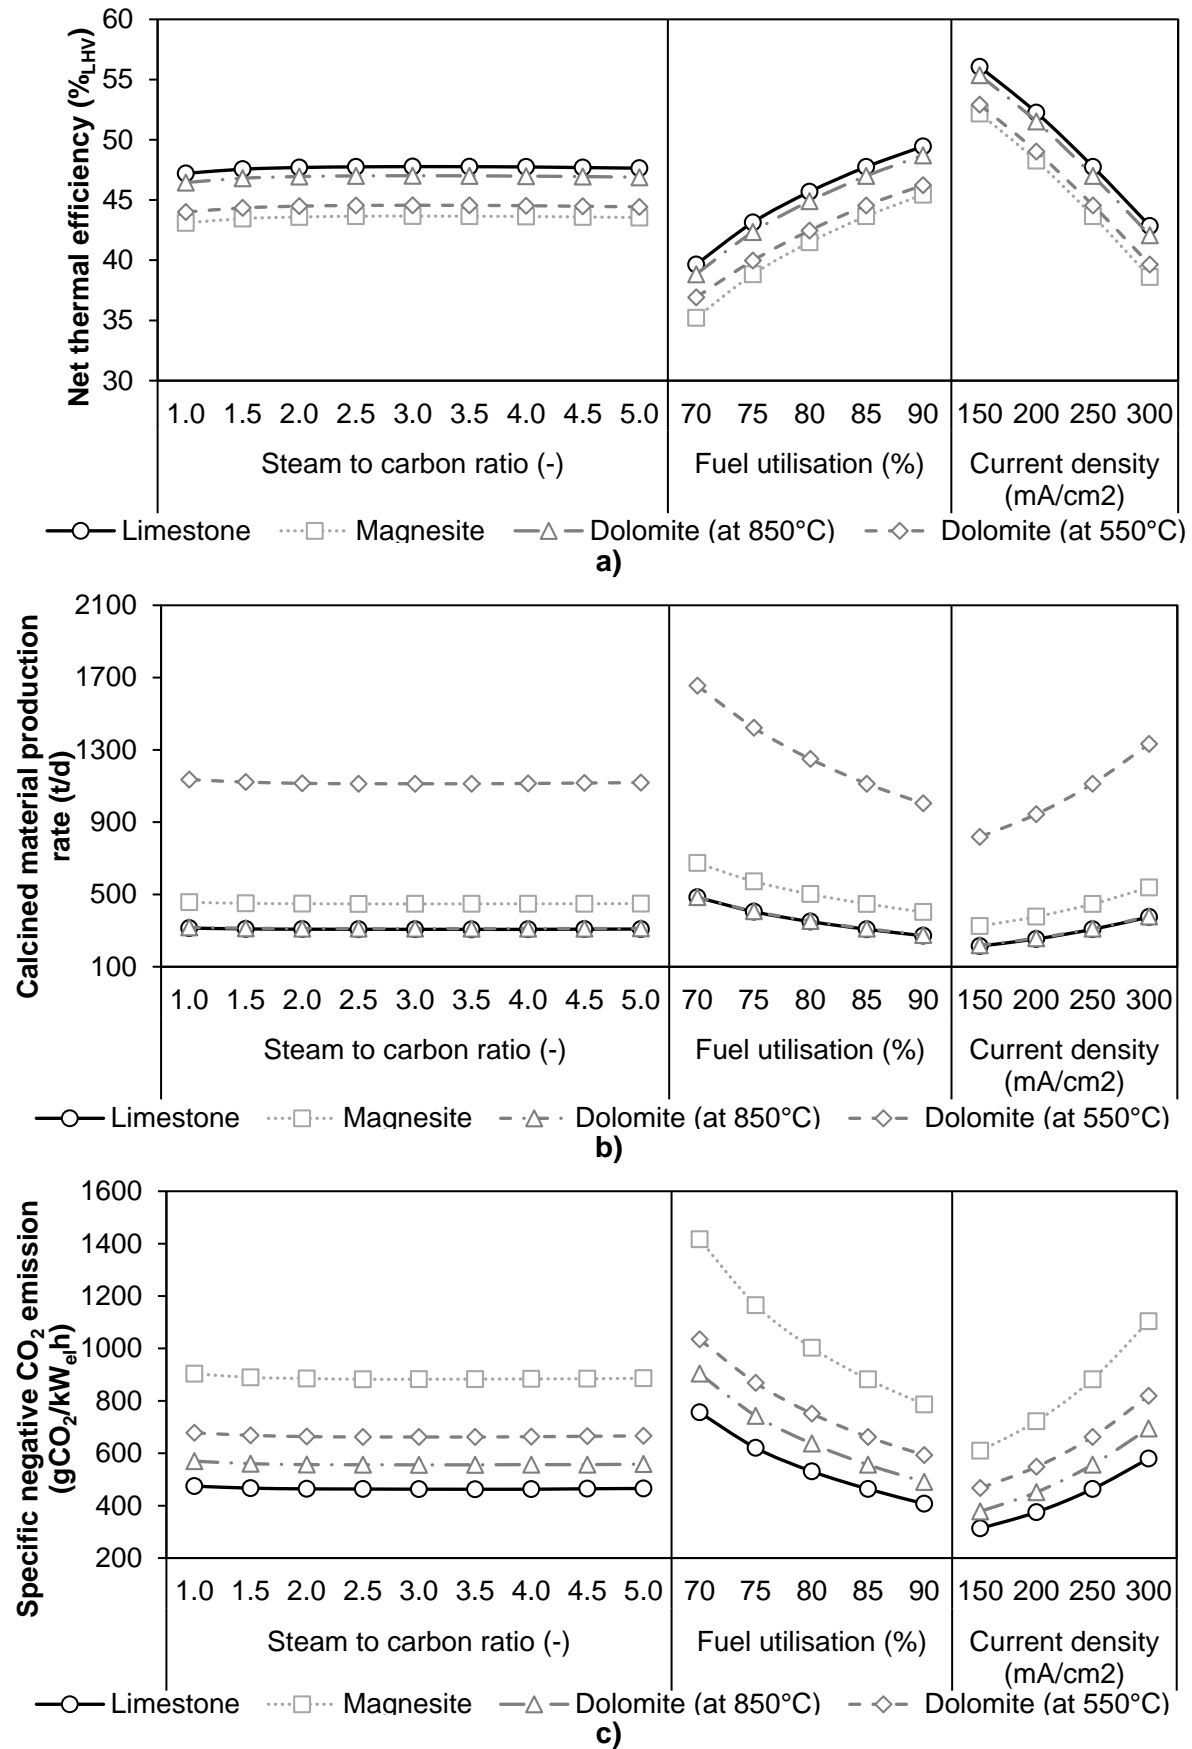 Net thermal efficiency (%LHV)
60
55
50
45
40
35
30
1.0 1.5 2.0 2.5 3.0 3.5 4.0 4.5 5.0 70 75 80 85 90 150 200 250 300
Steam to carbon ratio (-) Fuel utilisation (%) Current density
(mA/cm2)
Limestone Magnesite Dolomite (at 850°C) Dolomite (at 550°C)
a)
Calcined material production
rate (t/d)
2100
1700
1300
900
500
100
1.0 1.5 2.0 2.5 3.0 3.5 4.0 4.5 5.0 70 75 80 85 90 150 200 250 300
Steam to carbon ratio (-) Fuel utilisation (%) Current density
(mA/cm2)
Limestone Magnesite Dolomite (at 850°C) Dolomite (at 550°C)
b)
Specific negative CO2 emission
(gCO2/kWelh)
1600
1400
1200
1000
800
600
400
200
1.0 1.5 2.0 2.5 3.0 3.5 4.0 4.5 5.0 70 75 80 85 90 150 200 250 300
Steam to carbon ratio (-) Fuel utilisation (%) Current density
(mA/cm2)
Limestone Magnesite Dolomite (at 850°C) Dolomite (at 550°C)
c)